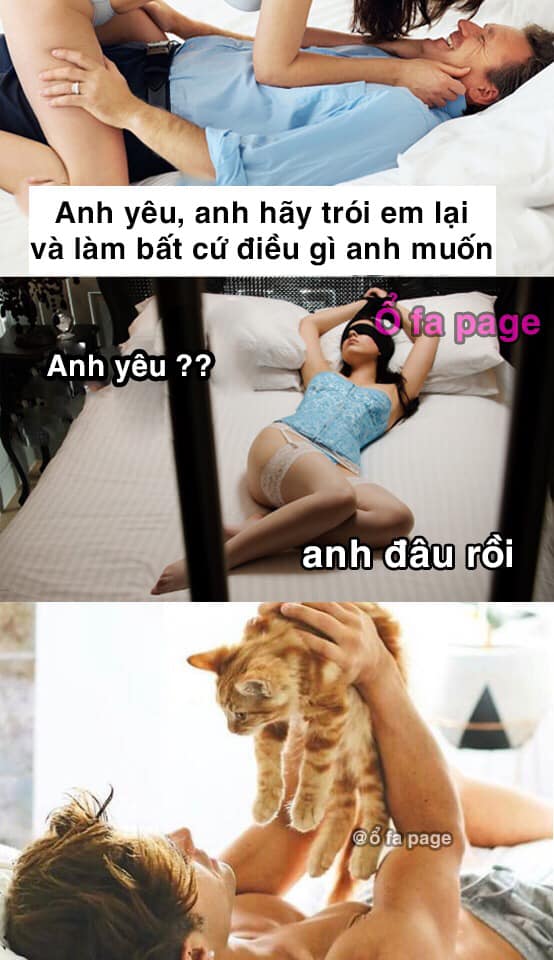 Anh yêu, anh hãy trói em lại
và làm bất cứ điều gì anh muốn
Ổ fa page
Anh yêu ??
anh đâu rồi
@ổ fa page